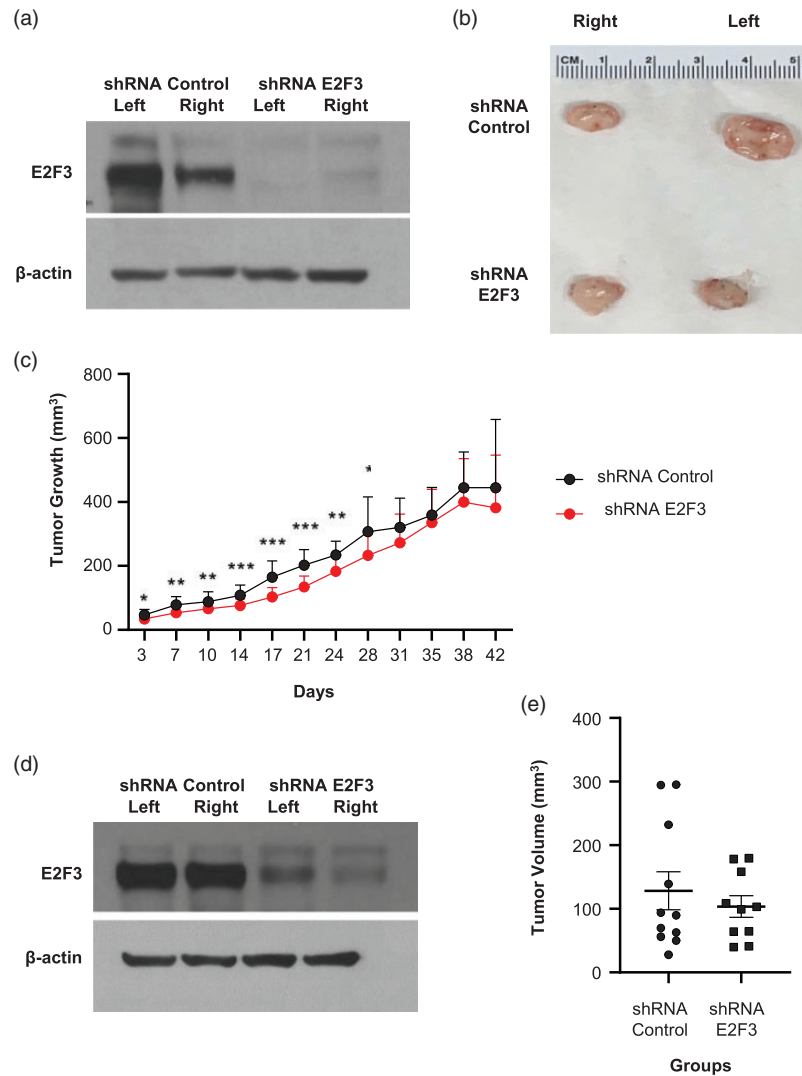 (a)
shRNA Control shRNA E2F3
Left Right Left Right
E2F3
β-actin
(b)
Right Left
CM 1 2 3 4 5
shRNA
Control
shRNA
E2F3
(c)
Tumor Growth (mm³)
800
600
400
200
0
* ** ** *** *** *** ** *
3 7 10 14 17 21 24 28 31 35 38 42
Days
shRNA Control
shRNA E2F3
(d)
shRNA Control shRNA E2F3
Left Right Left Right
E2F3
β-actin
(e)
Tumor Volume (mm³)
400
300
200
100
0
shRNA shRNA
Control E2F3
Groups